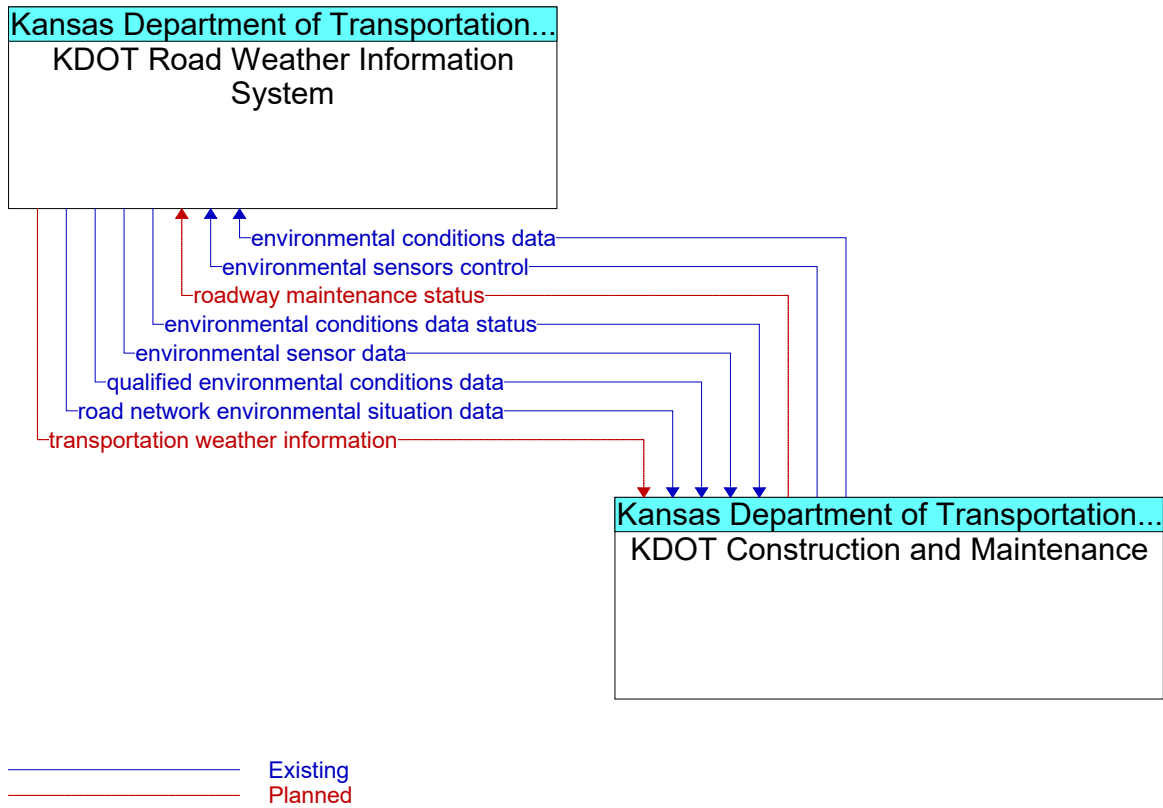 Kansas Department of Transportation...
KDOT Road Weather Information
System
environmental conditions data
environmental sensors control
roadway maintenance status
environmental conditions data status
environmental sensor data
qualified environmental conditions data
road network environmental situation data
transportation weather information
Kansas Department of Transportation...
KDOT Construction and Maintenance
Existing
Planned